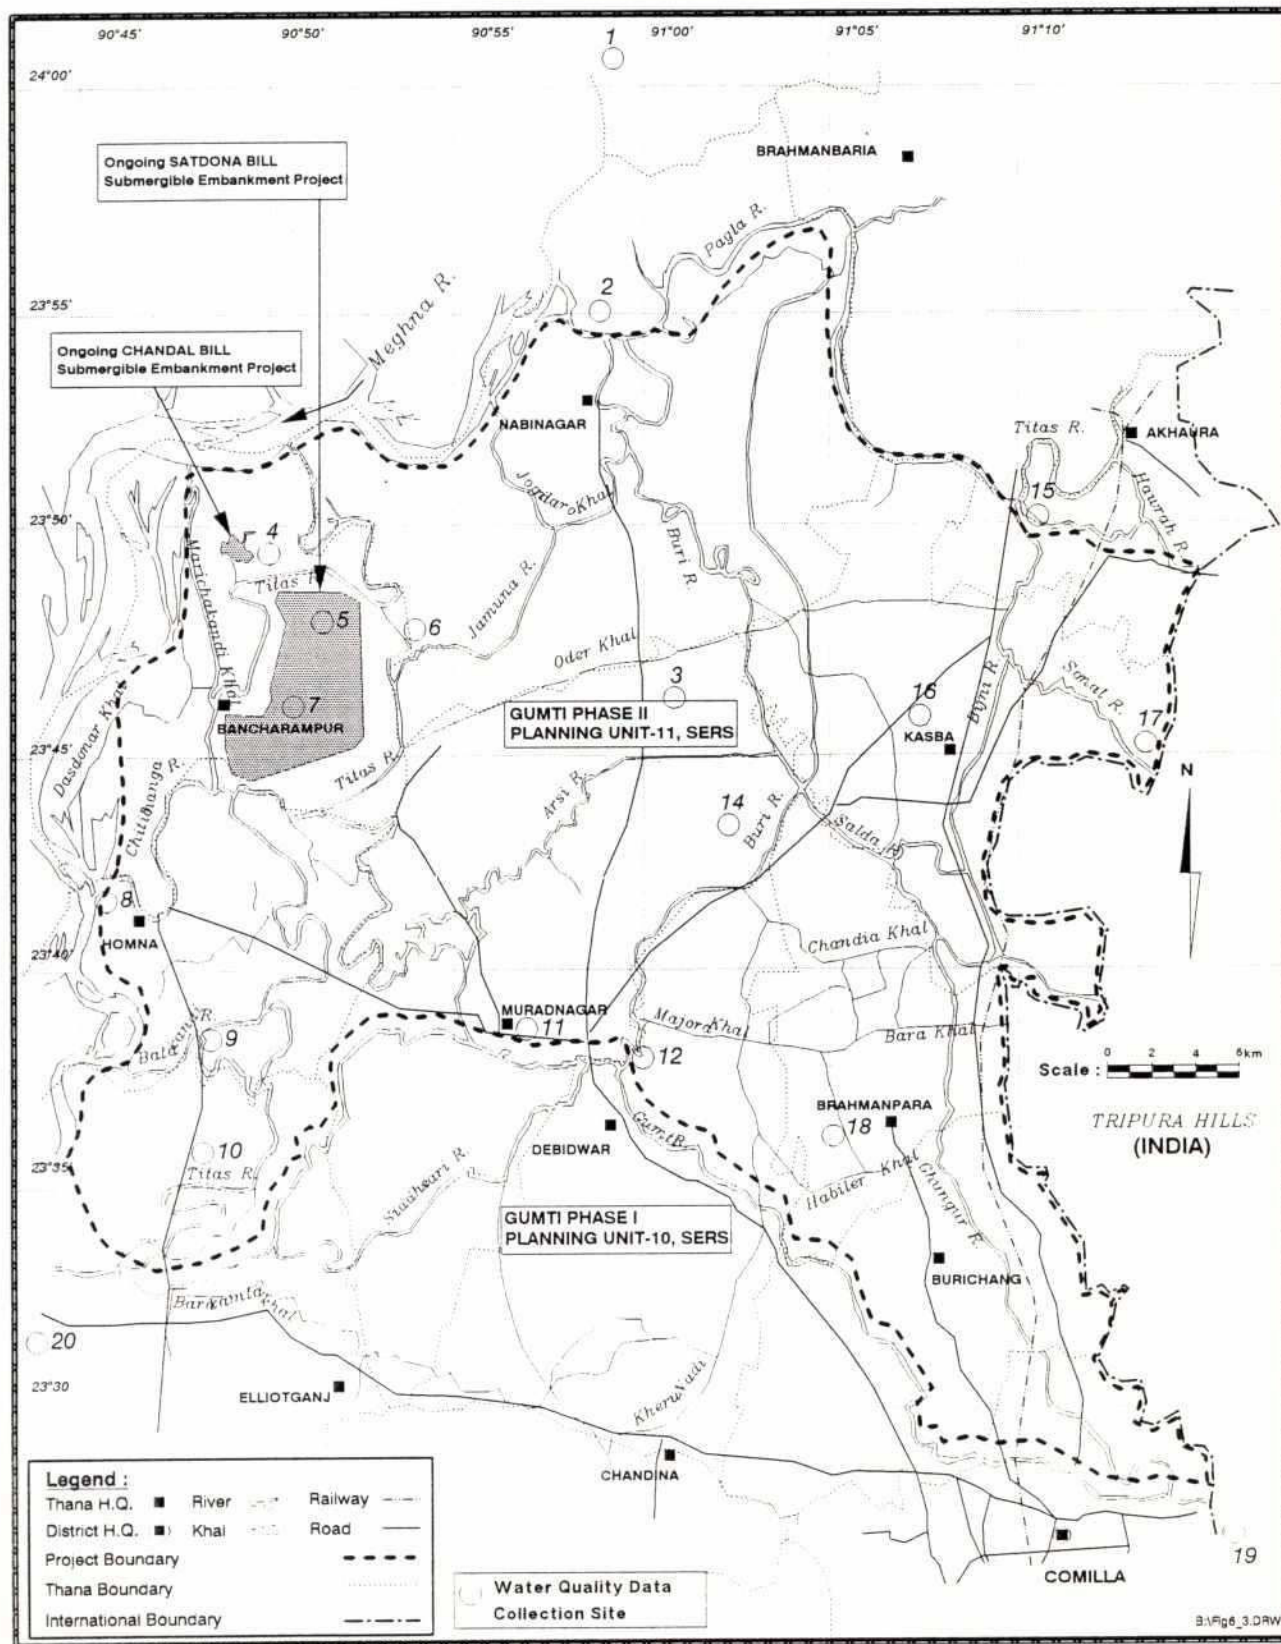 90°45'
90°50'
90°55'
1
91°00'
91°05'
91°10'
24°00'
BRAHMANBARIA
Ongoing SATDONA BILL
Submergible Embankment Project
Pagla R.
2
23°55'
Meghna R.
Ongoing CHANDAL BILL
Submergible Embankment Project
NABINAGAR
Titas R.
AKHAURA
Jogdaro Khal
15
Hawrah R.
23°50'
Buri R.
4
Marichakandi Khal
Titas R.
5
6
Jamuna R.
Oder Khal
3
Bijni R.
Sonai R.
16
17
7
GUMTI PHASE II
PLANNING UNIT-11, SERS
KASBA
BANCHARAMPUR
Dasdonar Khal
23°45'
Titas R.
N
Chitibhanga R.
Arsi R.
14
Buri R.
Salda R.
8
HOMNA
Chandia Khal
23°40'
MURADNAGAR
11
Majora Khal
Bara Khal
R.
9
12
R.
Scale :
0 2 4 6km
BRAHMANPARA
TRIPURA HILLS
(INDIA)
18
Gumti R.
10
DEBIDWAR
23°35'
Titas R.
Habiler Khal
Ghungur R.
GUMTI PHASE I
PLANNING UNIT-10, SERS
BURICHANG
20
23°30
ELLIOTGANJ
Kheru Nadi
CHANDINA
Legend :
Thana H.Q. River Railway
District H.Q. Khal Road
Project Boundary
Thana Boundary
International Boundary
Water Quality Data
Collection Site
19
COMILLA
B:\Fig6_3.DRW